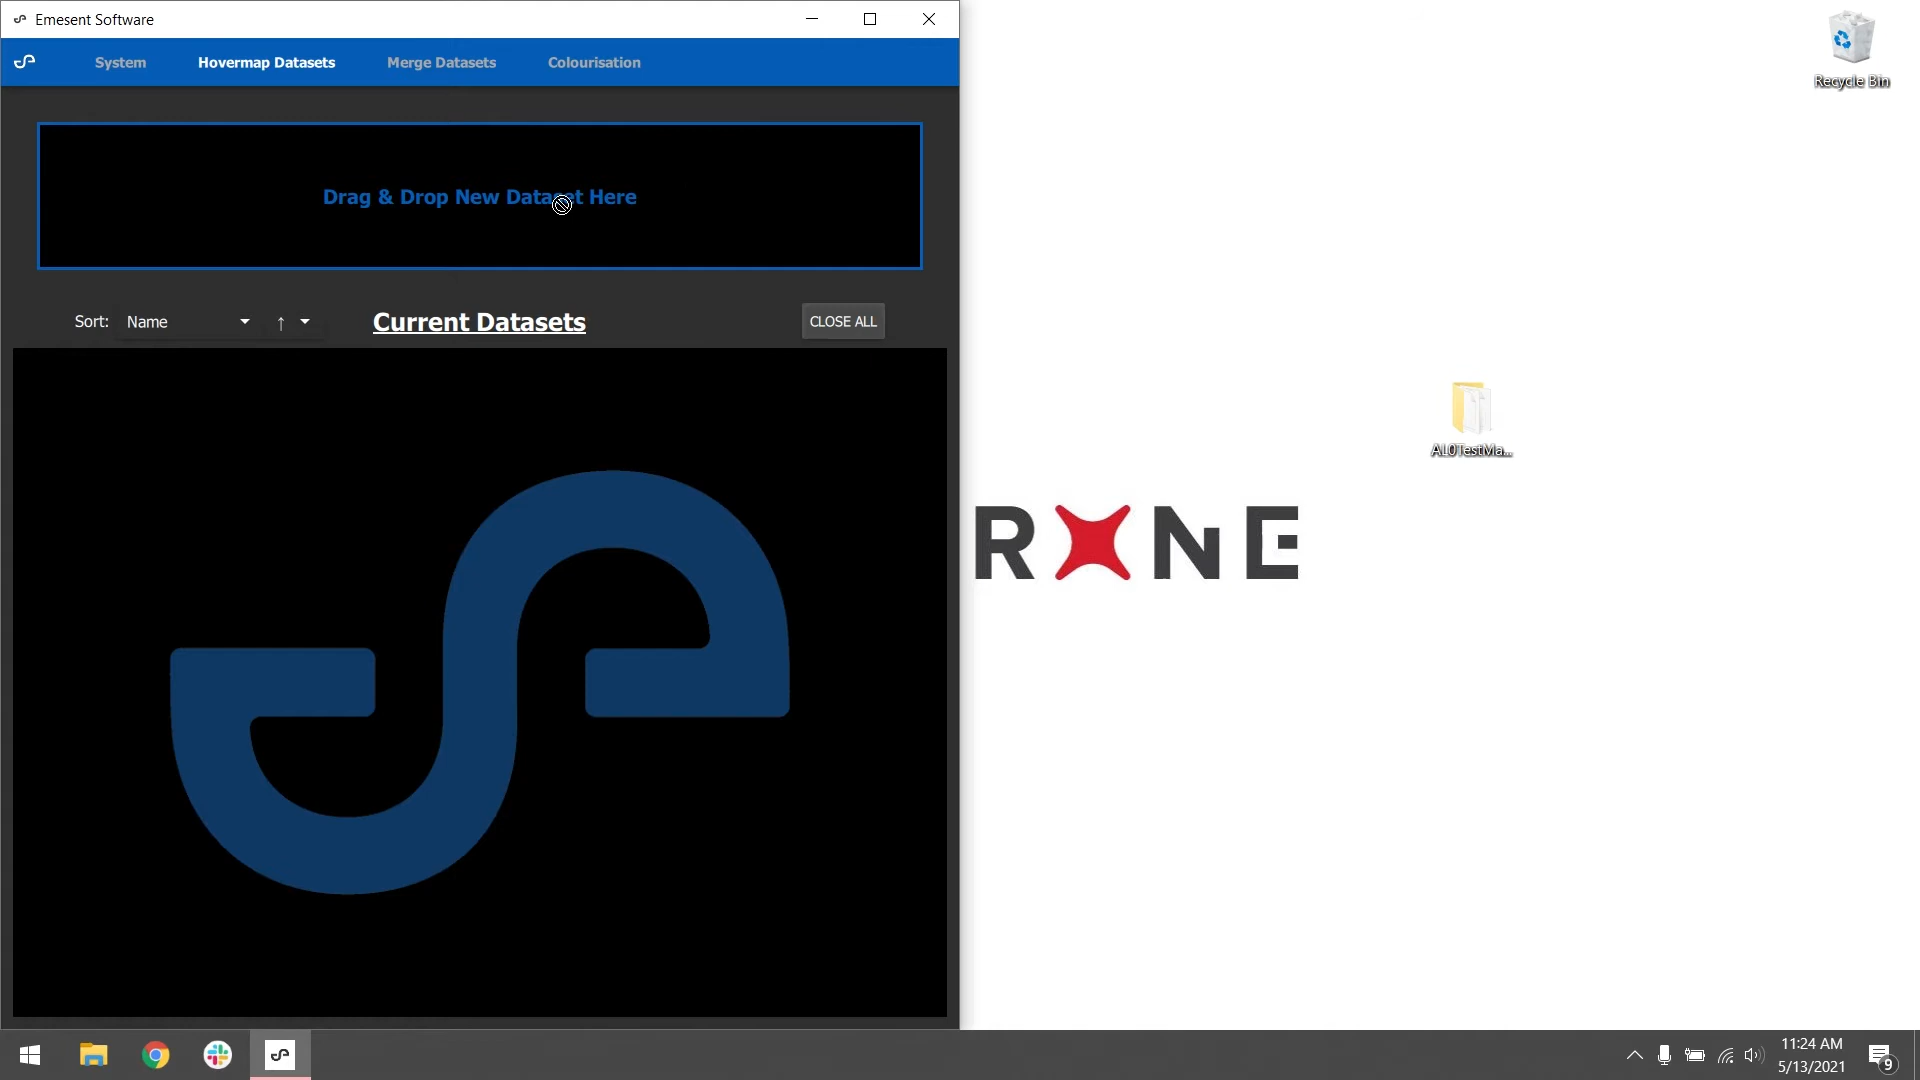 Emesent Software
System Hovermap Datasets Merge Datasets Colourisation
Drag & Drop New Dataset Here
Sort: Name ↑ Current Datasets CLOSE ALL
Recycle Bin
AL0TestMa...
R NE
11:24 AM
5/13/2021
9